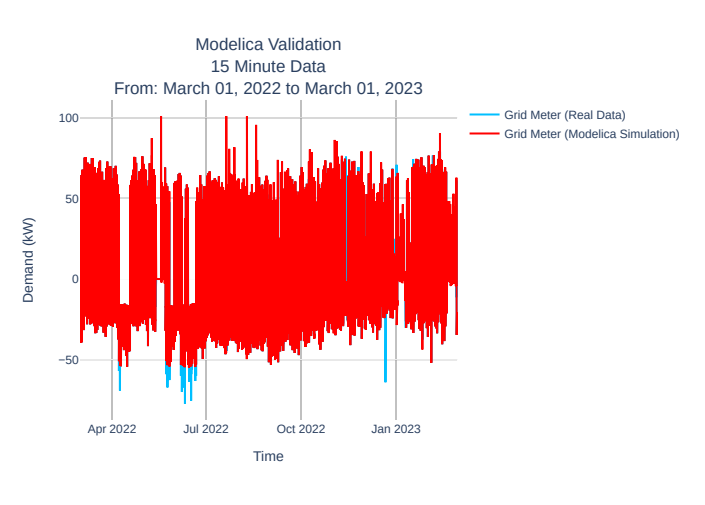 Modelica Validation
15 Minute Data
From: March 01, 2022 to March 01, 2023
Grid Meter (Real Data)
Grid Meter (Modelica Simulation)
100
50
0
−50
Demand (kW)
Apr 2022
Jul 2022
Oct 2022
Jan 2023
Time